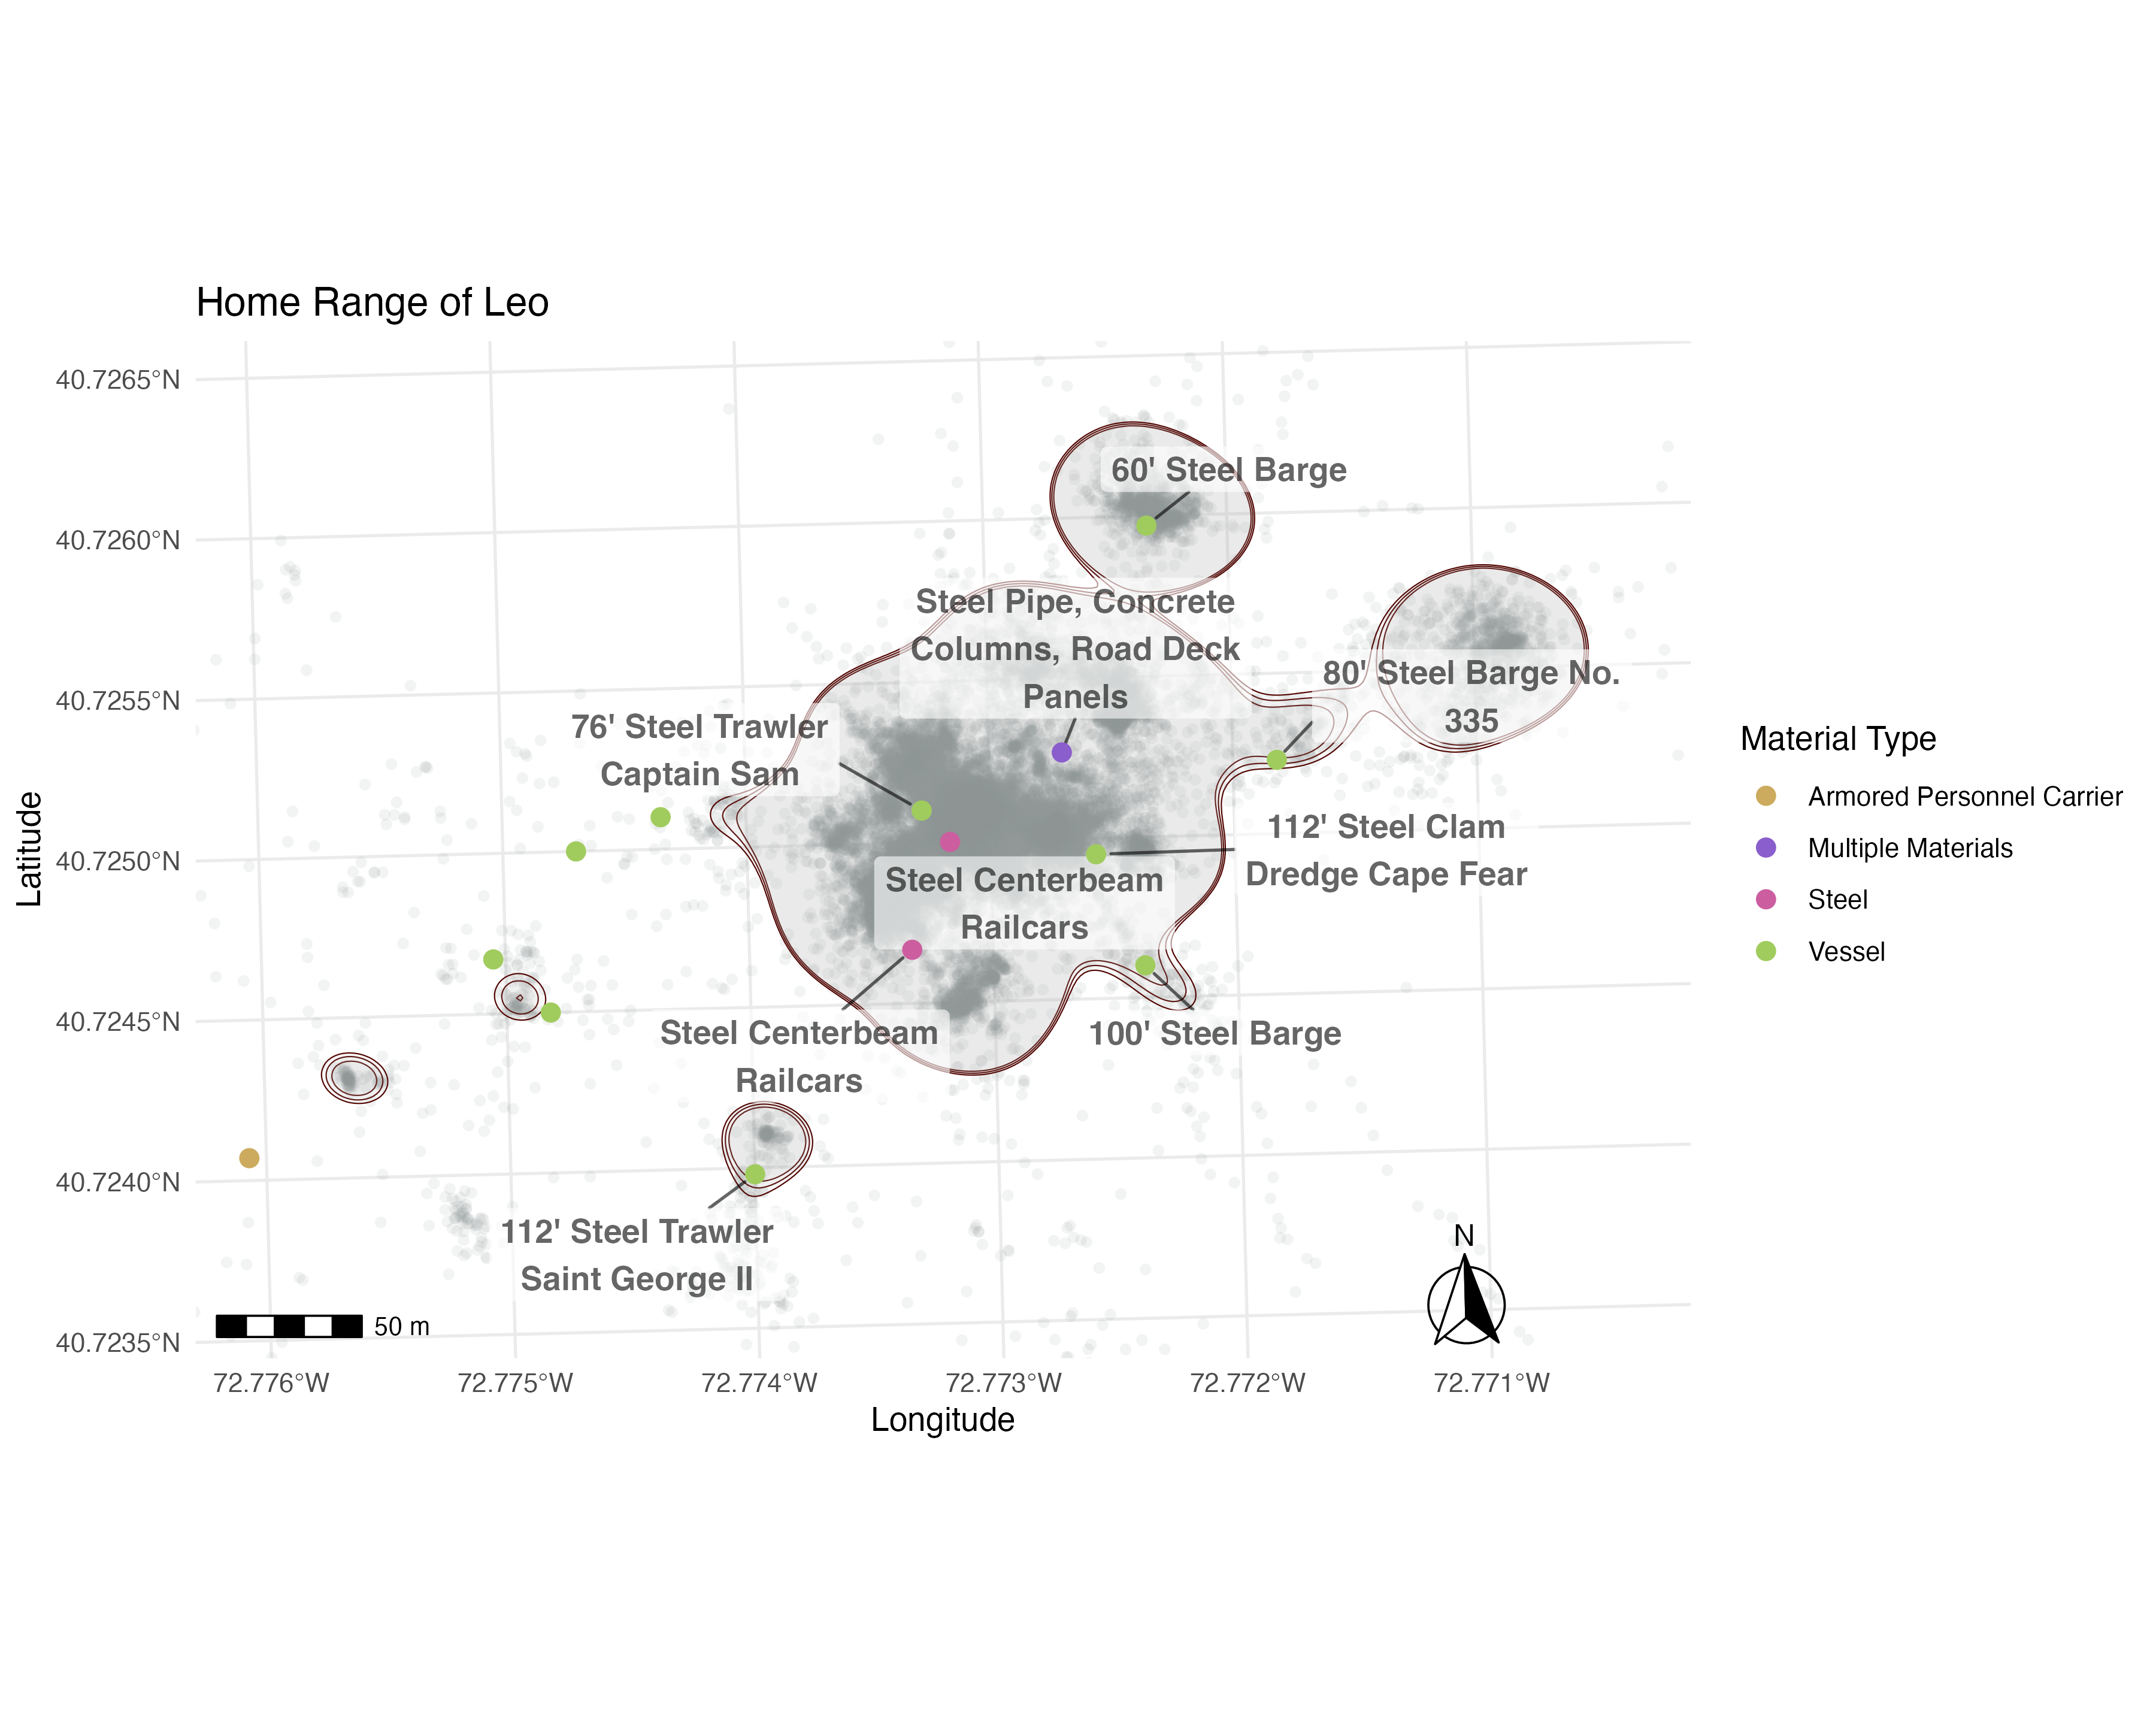 Home Range of Leo
40.7265°N
40.7260°N
40.7255°N
40.7250°N
40.7245°N
40.7240°N
40.7235°N
Latitude
60' Steel Barge
Steel Pipe, Concrete
Columns, Road Deck
Panels
80' Steel Barge No.
335
76' Steel Trawler
Captain Sam
112' Steel Clam
Dredge Cape Fear
Steel Centerbeam
Railcars
Steel Centerbeam
Railcars
100' Steel Barge
112' Steel Trawler
Saint George II
N
50 m
72.776°W
72.775°W
72.774°W
72.773°W
72.772°W
72.771°W
Longitude
Material Type
Armored Personnel Carrier
Multiple Materials
Steel
Vessel